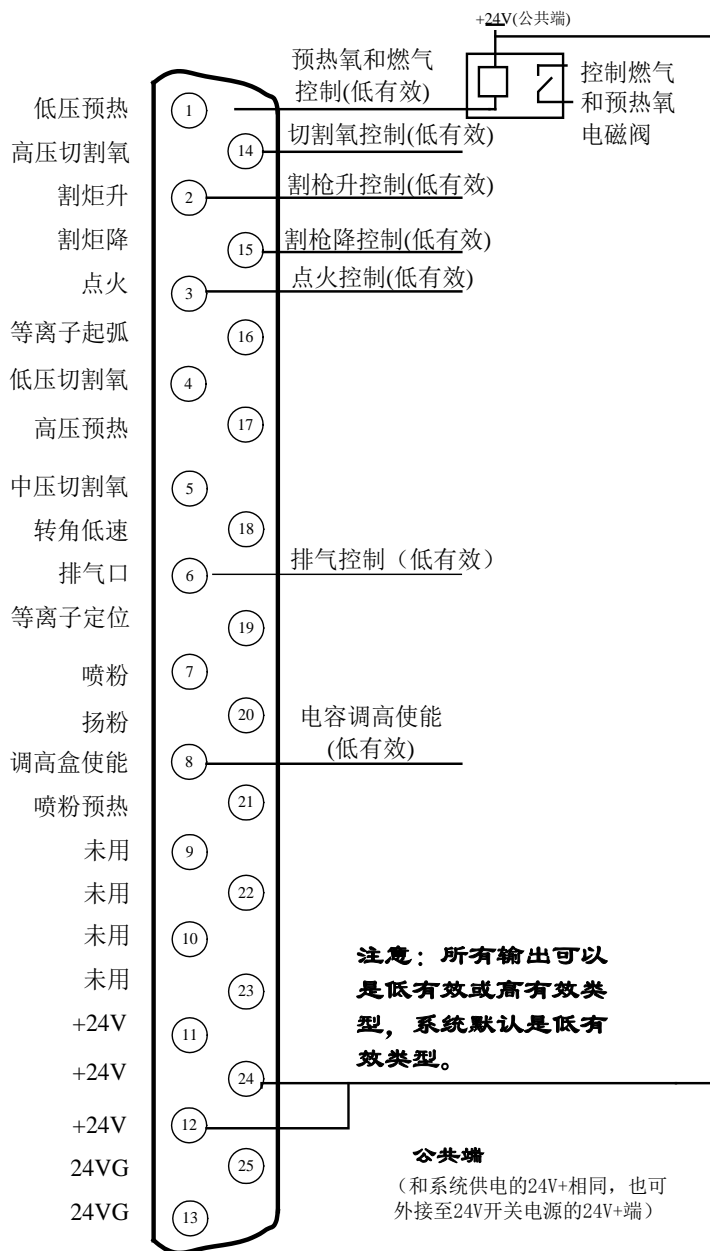 +24V(公共端)
预热氧和燃气
控制(低有效)
控制燃气
和预热氧
电磁阀
低压预热
1
高压切割氧
14
切割氧控制(低有效)
割炬升
2
割枪升控制(低有效)
割炬降
15
割枪降控制(低有效)
点火
3
点火控制(低有效)
等离子起弧
16
低压切割氧
4
高压预热
17
中压切割氧
5
转角低速
18
排气口
6
排气控制（低有效）
等离子定位
19
喷粉
7
扬粉
20
电容调高使能
(低有效)
调高盒使能
8
喷粉预热
21
未用
9
未用
22
未用
10
未用
23
注意：所有输出可以
是低有效或高有效类
型，系统默认是低有
效类型。
+24V
11
+24V
24
+24V
12
24VG
25
24VG
13
公共端
（和系统供电的24V+相同，也可
外接至24V开关电源的24V+端）